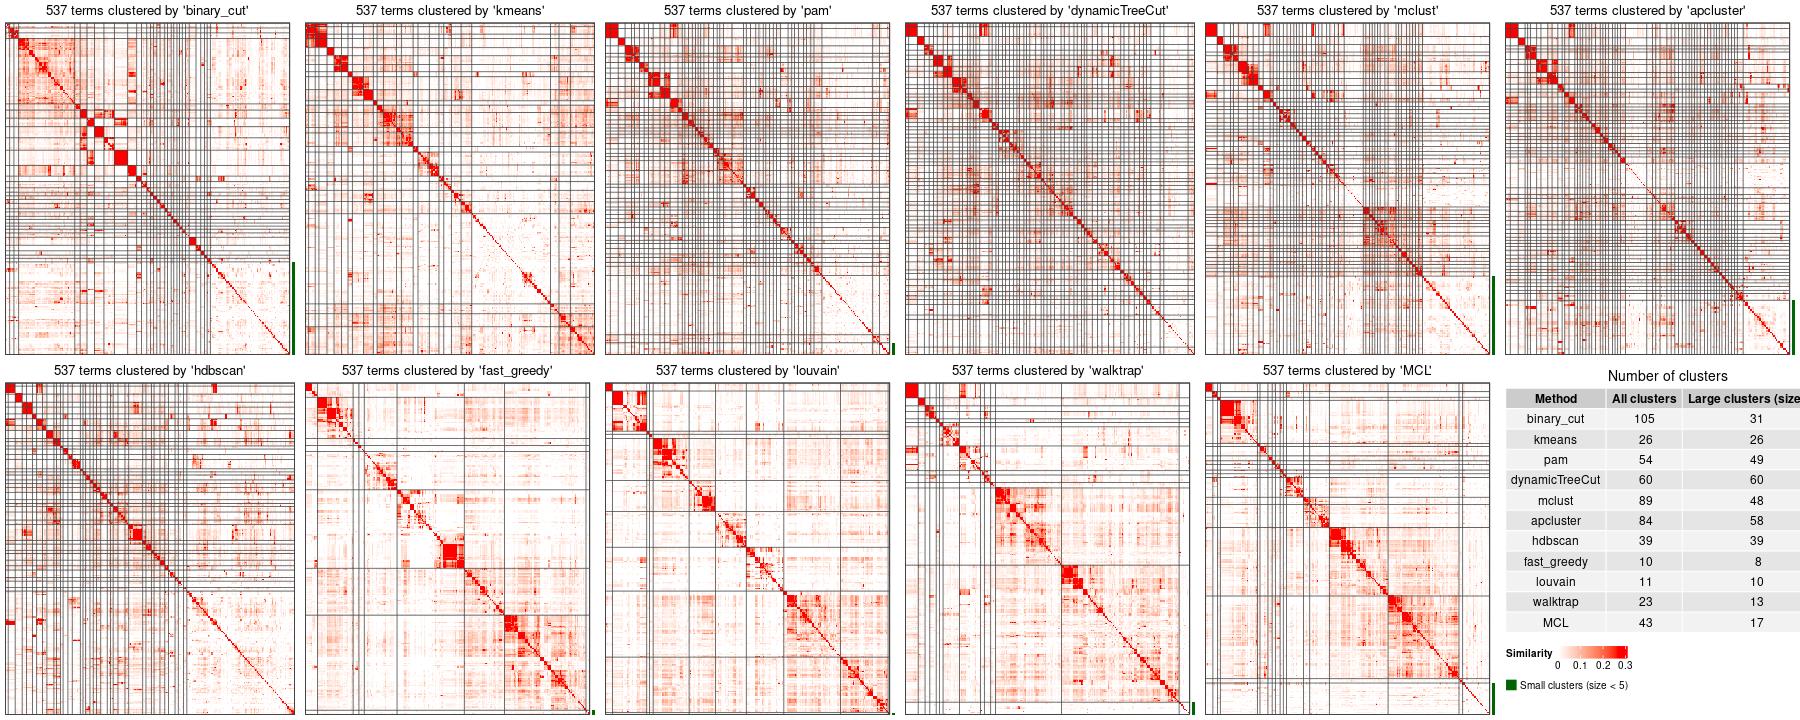 537 terms clustered by 'binary_cut'
537 terms clustered by 'kmeans'
537 terms clustered by 'pam'
537 terms clustered by 'dynamicTreeCut'
537 terms clustered by 'mclust'
537 terms clustered by 'apcluster'
537 terms clustered by 'hdbscan'
537 terms clustered by 'fast_greedy'
537 terms clustered by 'louvain'
537 terms clustered by 'walktrap'
537 terms clustered by 'MCL'
Number of clusters
Method All clusters Large clusters (size
binary_cut 105 31
kmeans 26 26
pam 54 49
dynamicTreeCut 60 60
mclust 89 48
apcluster 84 58
hdbscan 39 39
fast_greedy 10 8
louvain 11 10
walktrap 23 13
MCL 43 17
Similarity
0 0.1 0.2 0.3
Small clusters (size < 5)